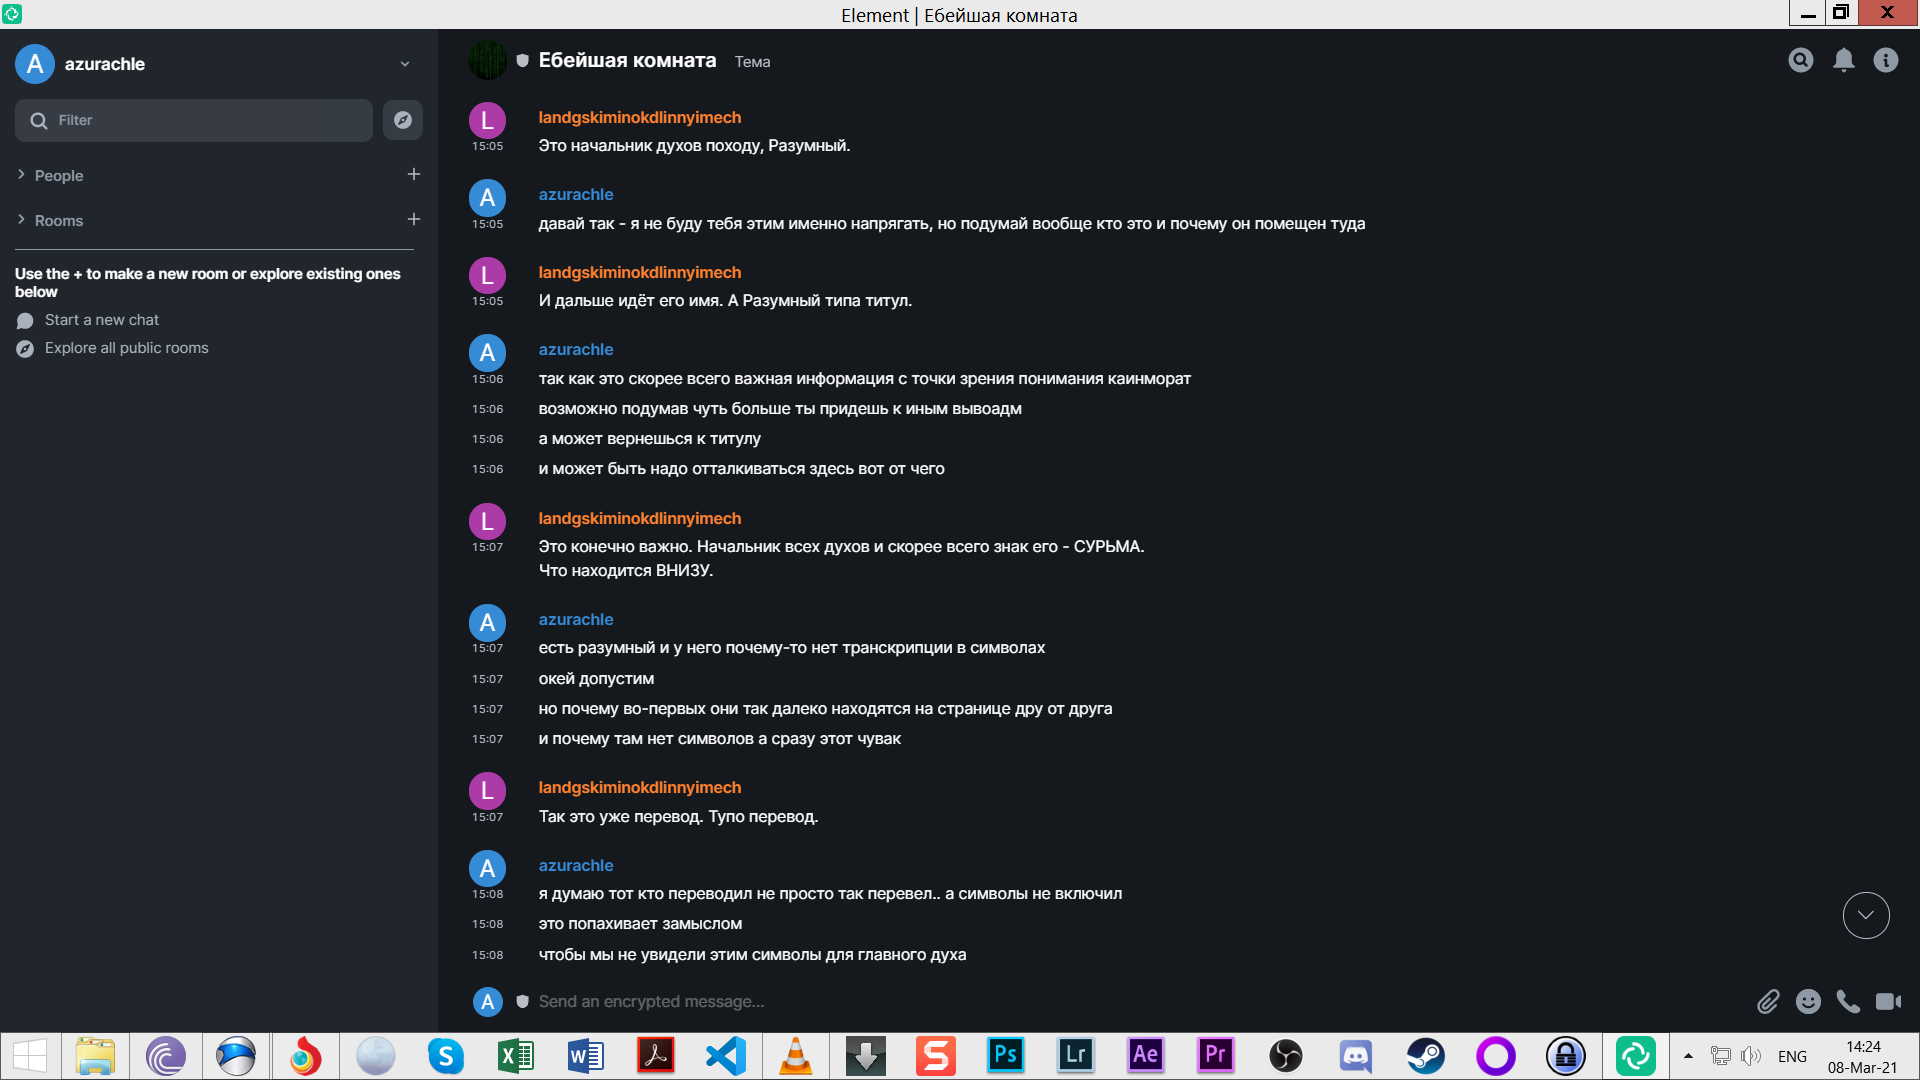 Element | Ебейшая комната
A azurachle
Filter
People
Rooms
Use the + to make a new room or explore existing ones
below
Start a new chat
Explore all public rooms
Ебейшая комната Тема
L landgskiminokdlinnyimech
15:05 Это начальник духов походу, Разумный.
A azurachle
15:05 давай так - я не буду тебя этим именно напрягать, но подумай вообще кто это и почему он помещен туда
L landgskiminokdlinnyimech
15:05 И дальше идёт его имя. А Разумный типа титул.
A azurachle
15:06 так как это скорее всего важная информация с точки зрения понимания каинморат
15:06 возможно подумав чуть больше ты придешь к иным вывоадм
15:06 а может вернешься к титулу
15:06 и может быть надо отталкиваться здесь вот от чего
L landgskiminokdlinnyimech
15:07 Это конечно важно. Начальник всех духов и скорее всего знак его - СУРЬМА.
Что находится ВНИЗУ.
A azurachle
15:07 есть разумный и у него почему-то нет транскрипции в символах
15:07 окей допустим
15:07 но почему во-первых они так далеко находятся на странице дру от друга
15:07 и почему там нет символов а сразу этот чувак
L landgskiminokdlinnyimech
15:07 Так это уже перевод. Тупо перевод.
A azurachle
15:08 я думаю тот кто переводил не просто так перевел.. а символы не включил
15:08 это попахивает замыслом
15:08 чтобы мы не увидели этим символы для главного духа
A Send an encrypted message...
S X W S Ps Lr Ae Pr ENG 14:24
08-Mar-21